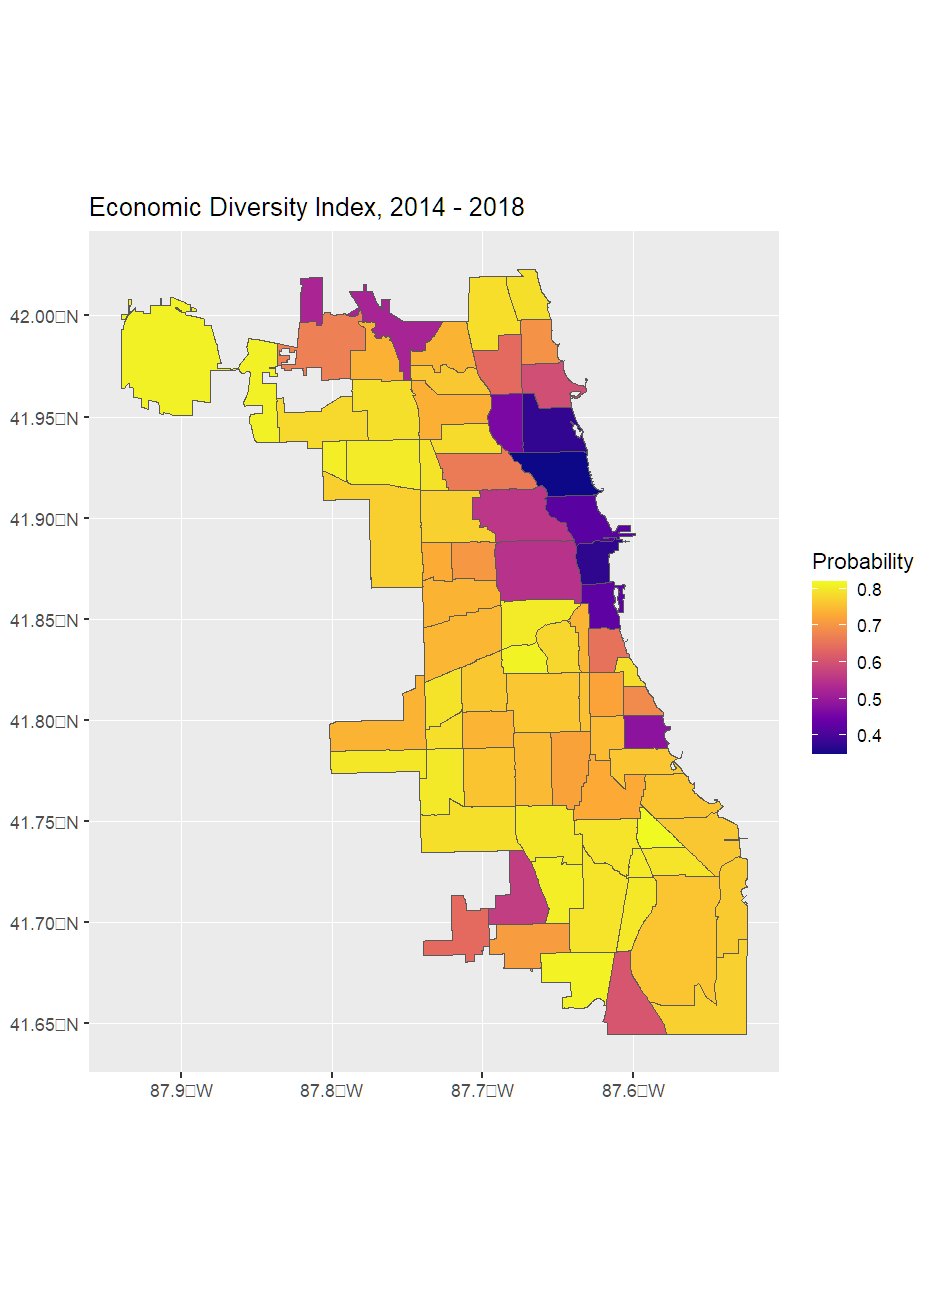 Economic Diversity Index, 2014 - 2018
42.00□N
41.95□N
41.90□N
41.85□N
41.80□N
41.75□N
41.70□N
41.65□N
87.9□W
87.8□W
87.7□W
87.6□W
Probability
0.8
0.7
0.6
0.5
0.4